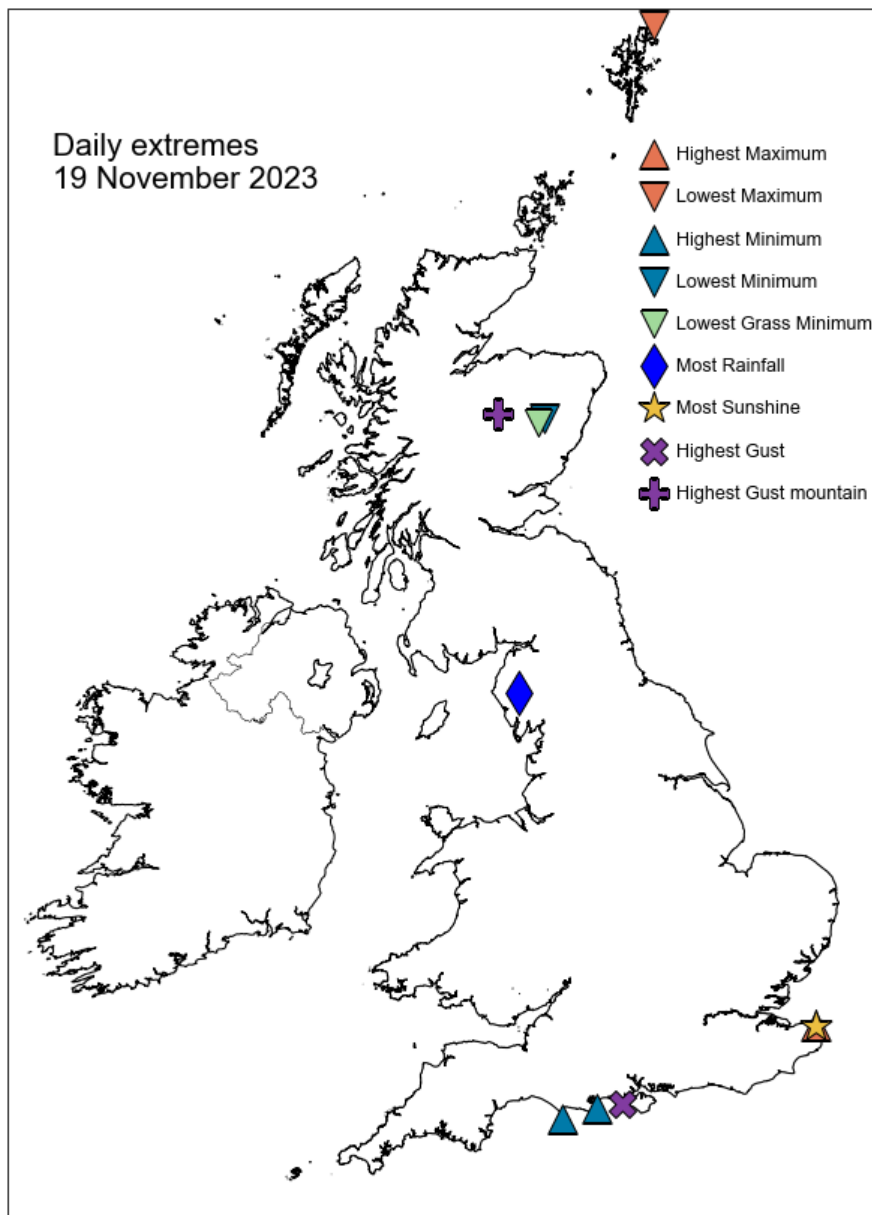 Daily extremes
19 November 2023
Highest Maximum
Lowest Maximum
Highest Minimum
Lowest Minimum
Lowest Grass Minimum
Most Rainfall
Most Sunshine
Highest Gust
Highest Gust mountain